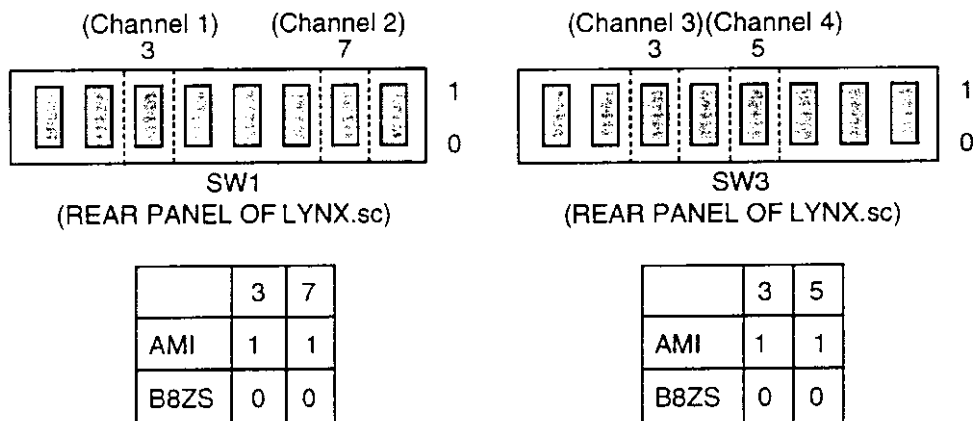 (Channel 1) (Channel 2) (Channel 3)(Channel 4)
3 7 3 5
1 1
0 0
SW1 SW3
(REAR PANEL OF LYNX.sc) (REAR PANEL OF LYNX.sc)
3 7 3 5
AMI 1 1 AMI 1 1
B8ZS 0 0 B8ZS 0 0